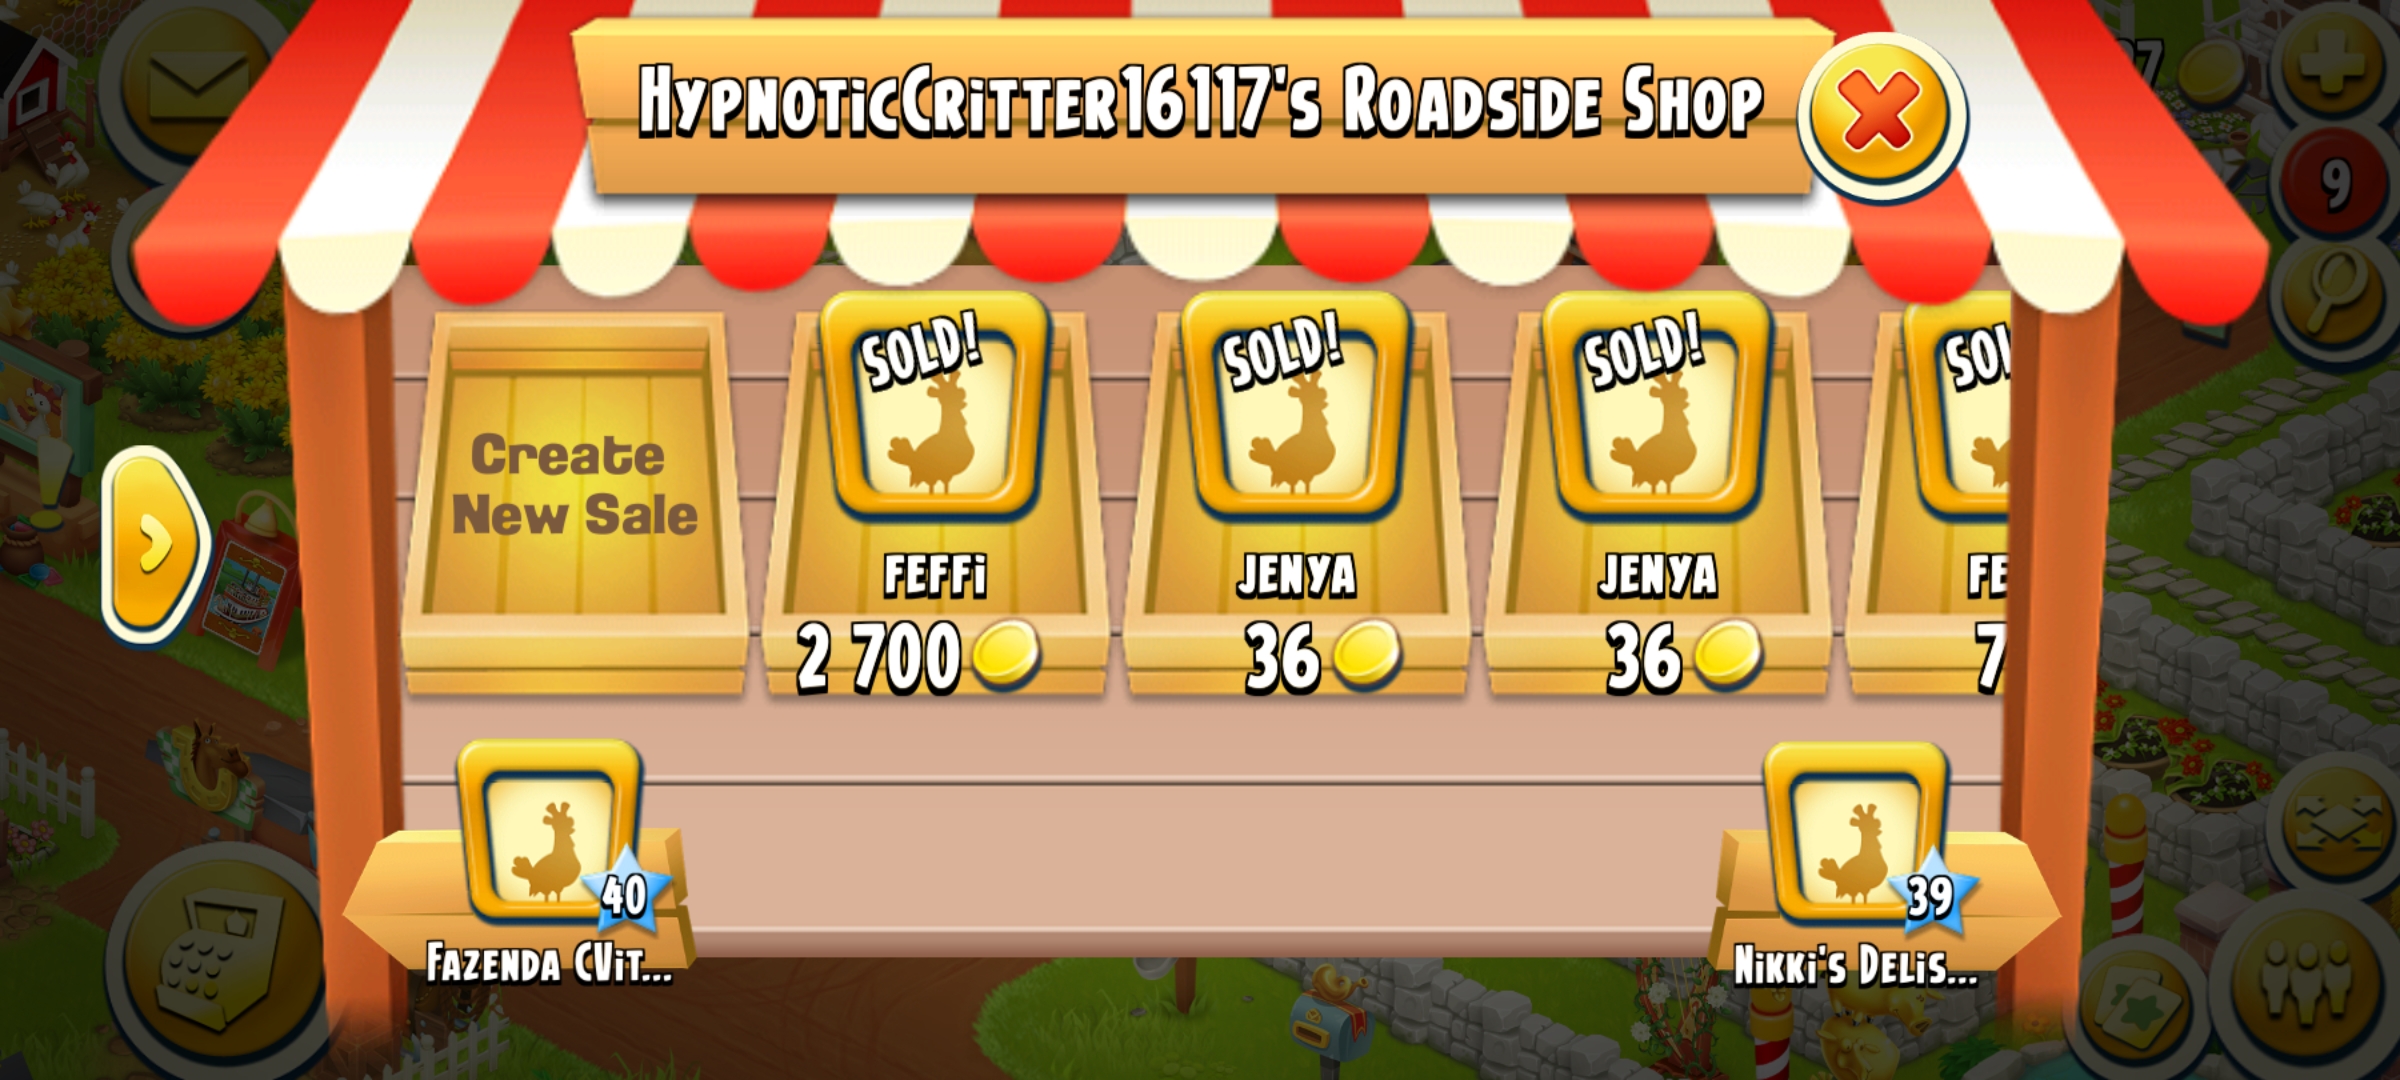 HypnoticCritter16117's Roadside Shop
9
Create
New Sale
SOLD!
FEFFi
2 700
SOLD!
JENYA
36
SOLD!
JENYA
36
40
Fazenda CVit...
39
Nikki's Delis...